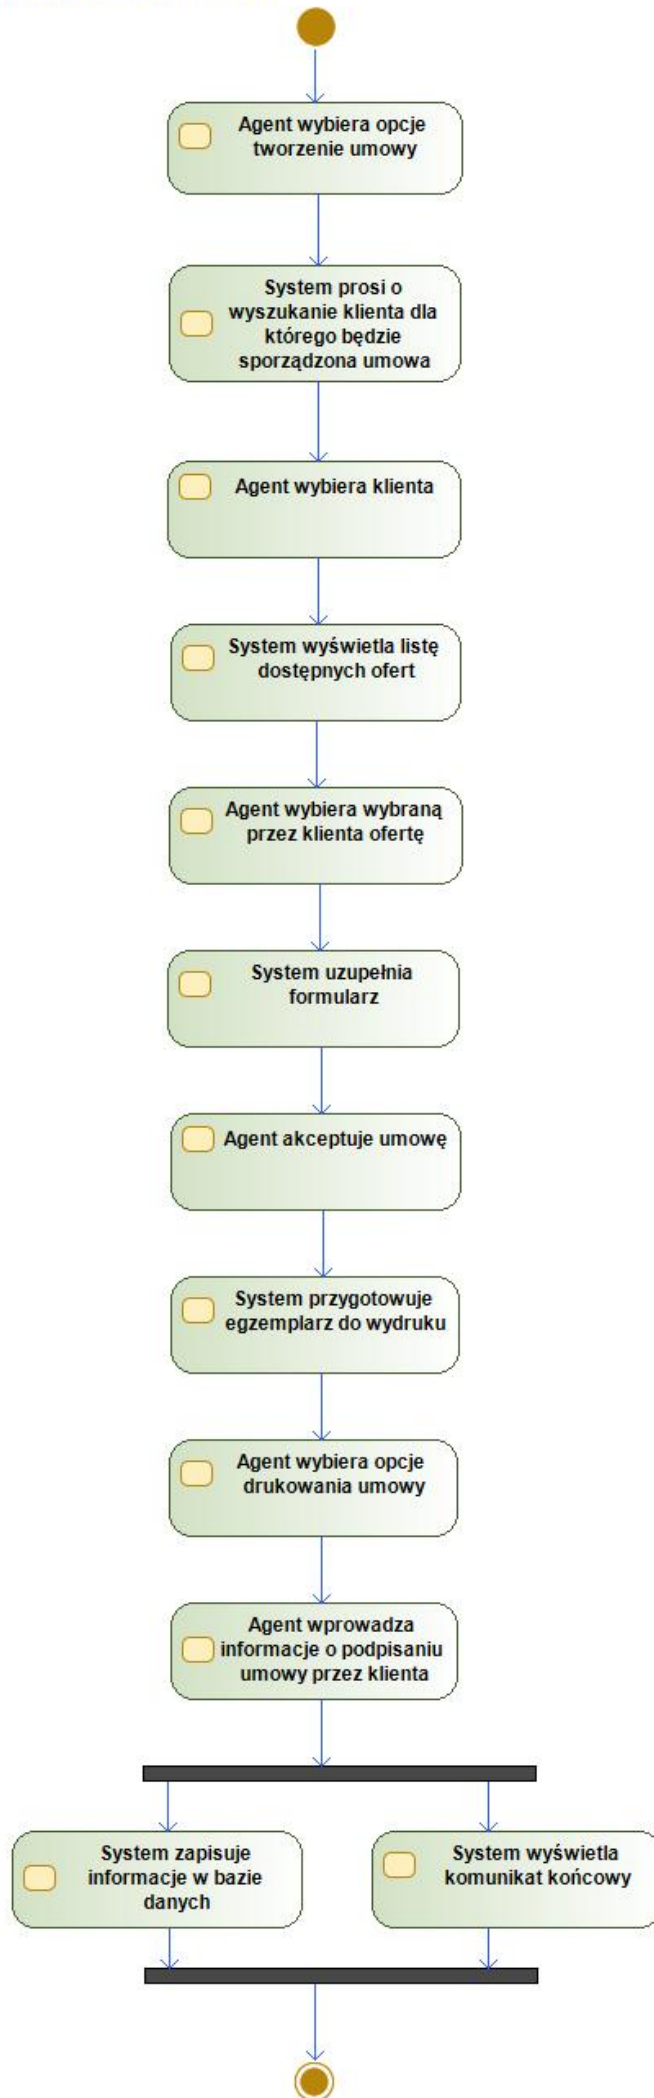 Agent wybiera opcje
tworzenie umowy
System prosi o
wyszukanie klienta dla
którego będzie
sporządzona umowa
Agent wybiera klienta
System wyświetla listę
dostępnych ofert
Agent wybiera wybraną
przez klienta ofertę
System uzupełnia
formularz
Agent akceptuje umowę
System przygotowuje
egzemplarz do wydruku
Agent wybiera opcje
drukowania umowy
Agent wprowadza
informacje o podpisaniu
umowy przez klienta
System zapisuje
informacje w bazie
danych
System wyświetla
komunikat końcowy